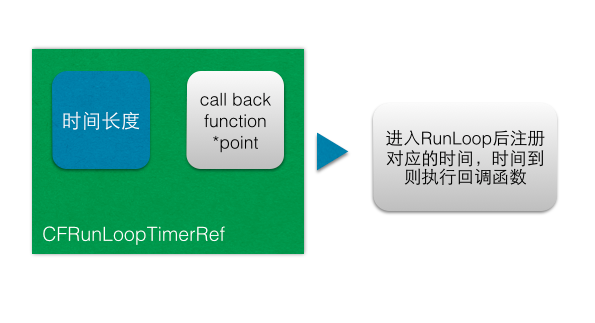 时间长度
call back
function
*point
CFRunLoopTimerRef
进入RunLoop后注册
对应的时间，时间到
则执行回调函数